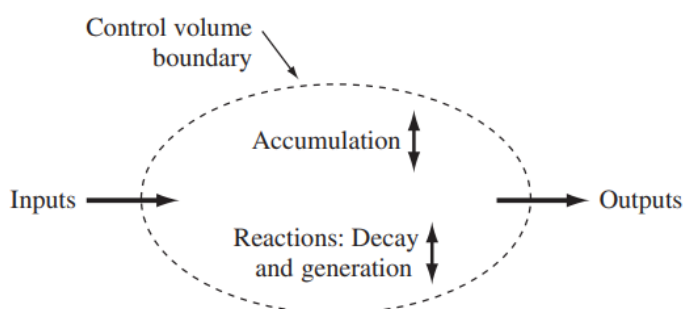 Control volume
boundary
Accumulation
Inputs
Outputs
Reactions: Decay
and generation